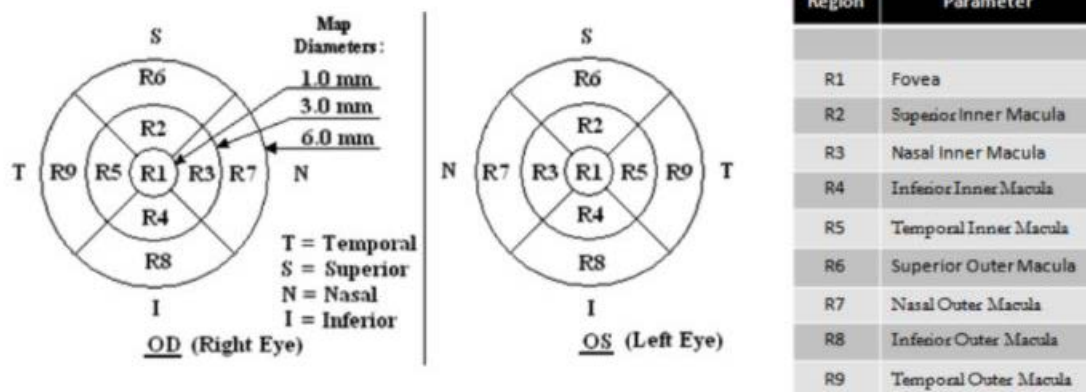 S
R6
R2
T R9 R5 R1 R3 R7 N
R4
R8
I
OD (Right Eye)
Map
Diameters:
1.0 mm
3.0 mm
6.0 mm
T = Temporal
S = Superior
N = Nasal
I = Inferior
S
R6
R2
N R7 R3 R1 R5 R9 T
R4
R8
I
OS (Left Eye)
Region Parameter
R1 Fovea
R2 Superior Inner Macula
R3 Nasal Inner Macula
R4 Inferior Inner Macula
R5 Temporal Inner Macula
R6 Superior Outer Macula
R7 Nasal Outer Macula
R8 Inferior Outer Macula
R9 Temporal Outer Macula